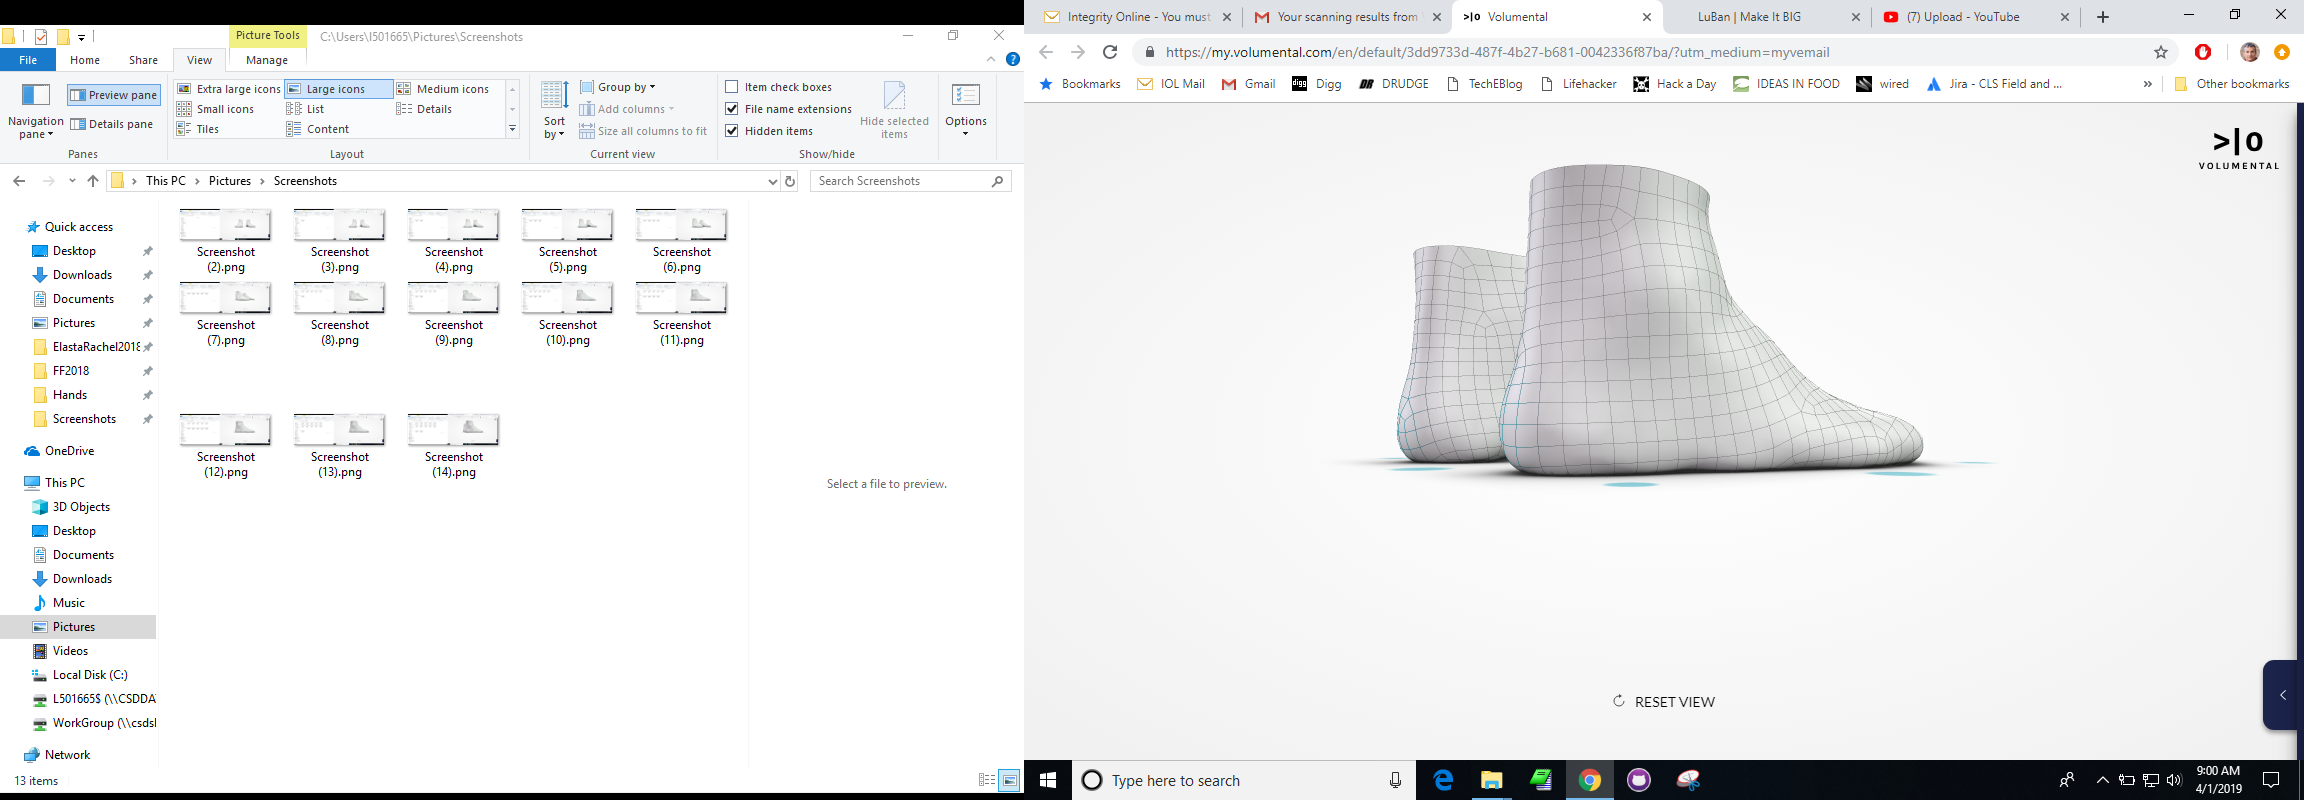 Picture Tools
C:\Users\I501665\Pictures\Screenshots
File Home Share View Manage
Navigation pane
Preview pane
Details pane
Panes
Extra large icons Large icons Medium icons
Small icons List Details
Tiles Content
Layout
Sort by
Group by
Add columns
Size all columns to fit
Current view
Item check boxes
File name extensions
Hidden items
Hide selected items
Show/hide
Options
This PC Pictures Screenshots
Search Screenshots
Quick access
Desktop
Downloads
Documents
Pictures
ElastaRachel2018
FF2018
Hands
Screenshots
OneDrive
This PC
3D Objects
Desktop
Documents
Downloads
Music
Pictures
Videos
Local Disk (C:)
L501665$ (\\CSDDA
WorkGroup (\\csds
Network
Screenshot (2).png
Screenshot (3).png
Screenshot (4).png
Screenshot (5).png
Screenshot (6).png
Screenshot (7).png
Screenshot (8).png
Screenshot (9).png
Screenshot (10).png
Screenshot (11).png
Screenshot (12).png
Screenshot (13).png
Screenshot (14).png
Select a file to preview.
13 items
Integrity Online - You must
Your scanning results from
>|o Volumental
LuBan | Make It BIG
(7) Upload - YouTube
https://my.volumental.com/en/default/3dd9733d-487f-4b27-b681-0042336f87ba/?utm_medium=myvemail
Bookmarks IOL Mail Gmail digg Digg DR DRUDGE TechEBlog Lifehacker Hack a Day IDEAS IN FOOD wired Jira - CLS Field and ... » Other bookmarks
>|o
VOLUMENTAL
RESET VIEW
Type here to search
9:00 AM
4/1/2019